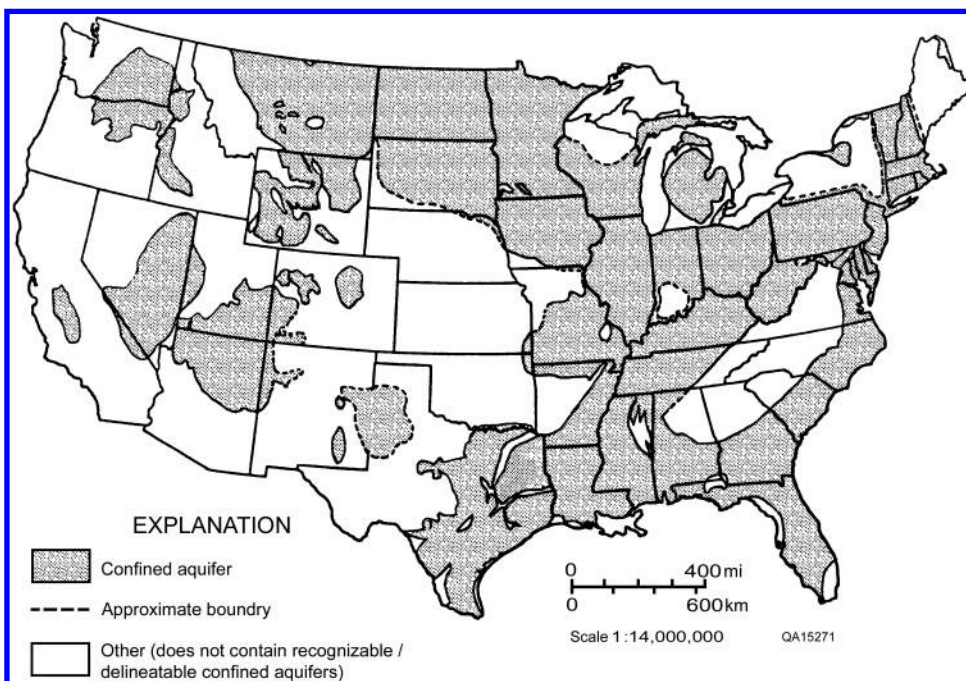 EXPLANATION
Confined aquifer
Approximate boundry
Other (does not contain recognizable /
delineatable confined aquifers)
0 400 mi
0 600 km
Scale 1:14,000,000 QA15271